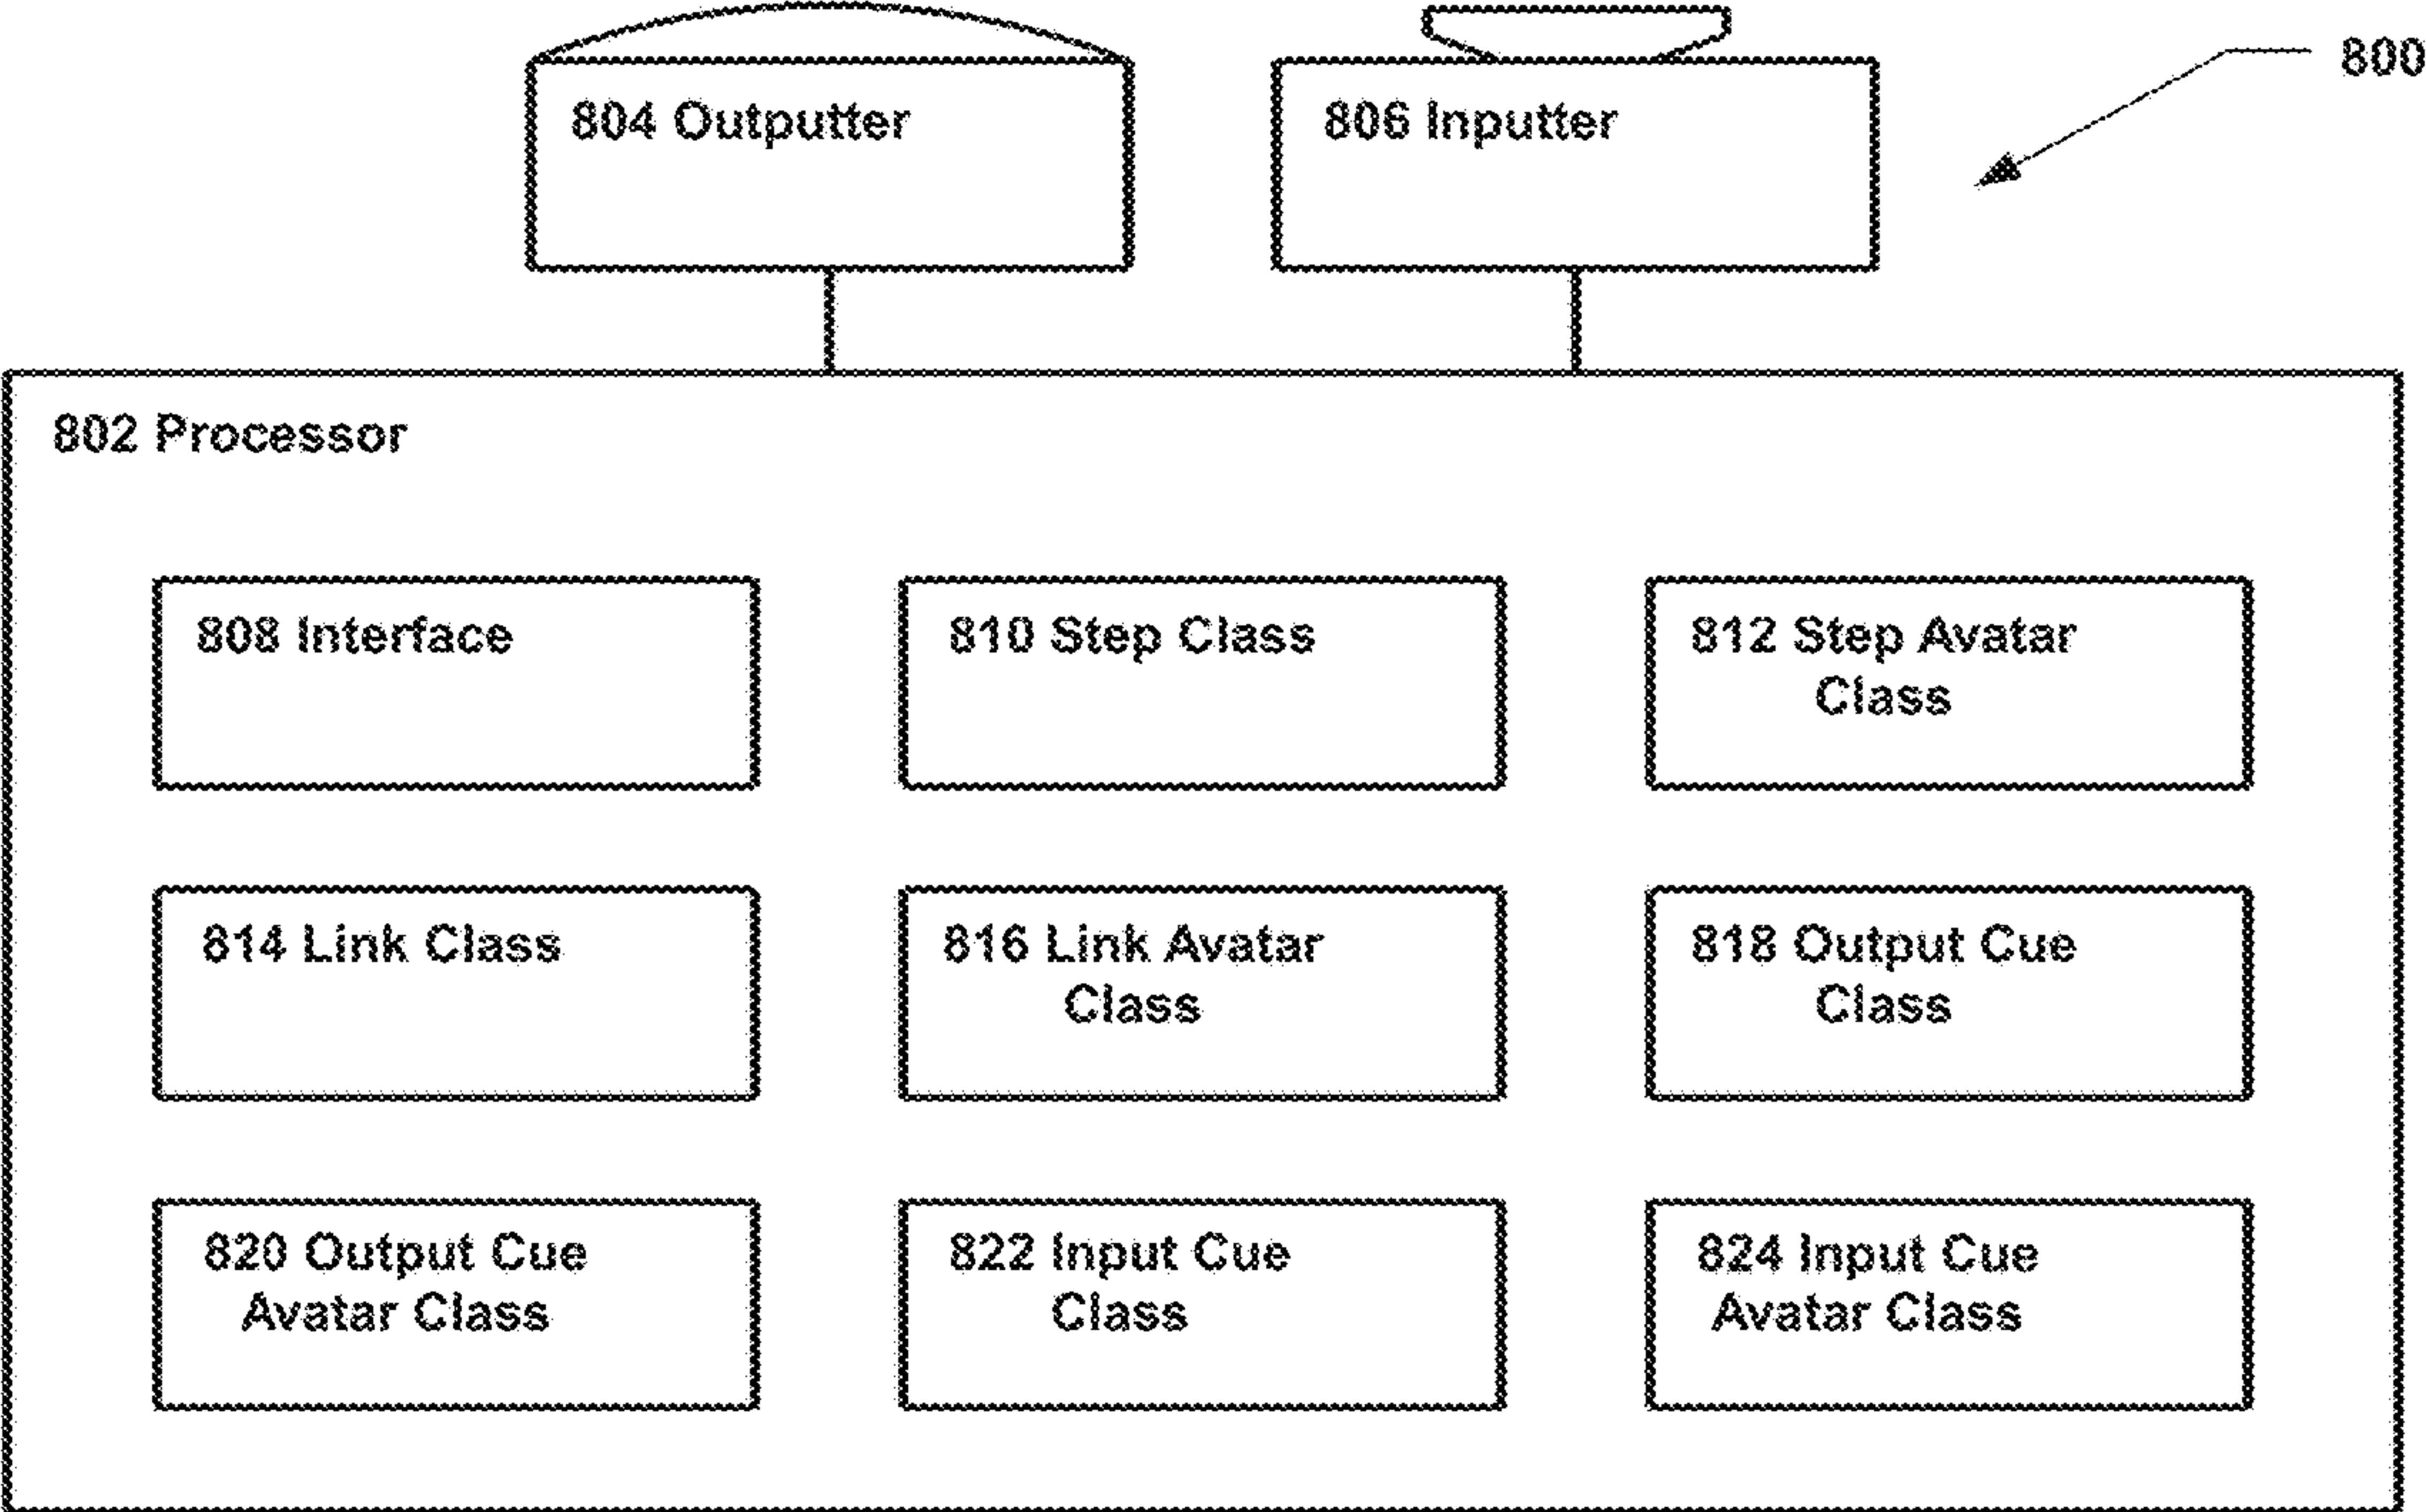 804 Outputter
806 Inputter
800
802 Processor
808 Interface
810 Step Class
812 Step Avatar
Class
814 Link Class
816 Link Avatar
Class
818 Output Cue
Class
820 Output Cue
Avatar Class
822 Input Cue
Class
824 Input Cue
Avatar Class